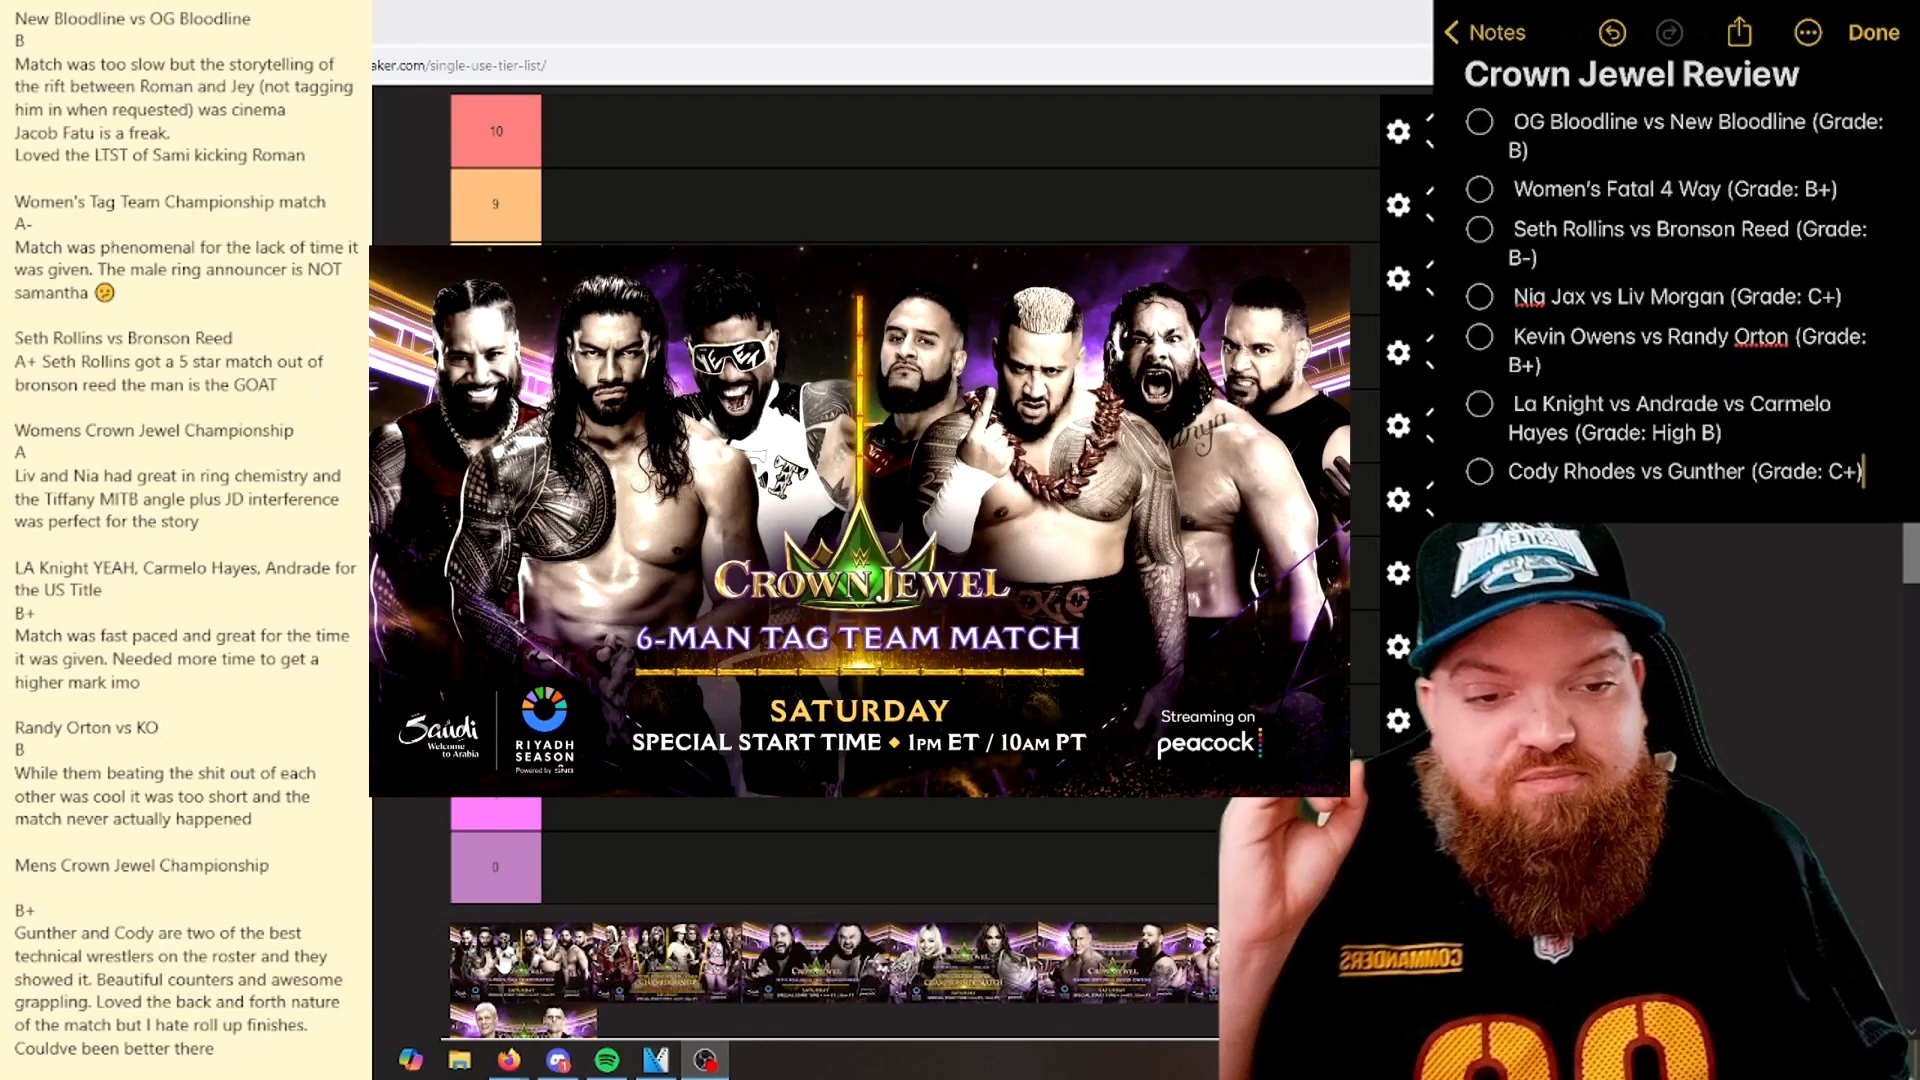 New Bloodline vs OG Bloodline
B
Match was too slow but the storytelling of
the rift between Roman and Jey (not tagging
him in when requested) was cinema
Jacob Fatu is a freak.
Loved the LTST of Sami kicking Roman
Women's Tag Team Championship match
A-
Match was phenomenal for the lack of time it
was given. The male ring announcer is NOT
samantha 🫤
Seth Rollins vs Bronson Reed
A+ Seth Rollins got a 5 star match out of
bronson reed the man is the GOAT
Womens Crown Jewel Championship
A
Liv and Nia had great in ring chemistry and
the Tiffany MITB angle plus JD interference
was perfect for the story
LA Knight YEAH, Carmelo Hayes, Andrade for
the US Title
B+
Match was fast paced and great for the time
it was given. Needed more time to get a
higher mark imo
Randy Orton vs KO
B
While them beating the shit out of each
other was cool it was too short and the
match never actually happened
Mens Crown Jewel Championship
B+
Gunther and Cody are two of the best
technical wrestlers on the roster and they
showed it. Beautiful counters and awesome
grappling. Loved the back and forth nature
of the match but I hate roll up finishes.
Couldve been better there
aker.com/single-use-tier-list/
10
9
YEET
CROWN JEWEL
6-MAN TAG TEAM MATCH
SATURDAY
SPECIAL START TIME ◆ 1PM ET / 10AM PT
Saudi
Welcome
to Arabia
RIYADH
SEASON
Powered by
Streaming on
peacock
0
Notes
Done
Crown Jewel Review
OG Bloodline vs New Bloodline (Grade:
B)
Women's Fatal 4 Way (Grade: B+)
Seth Rollins vs Bronson Reed (Grade:
B-)
Nia Jax vs Liv Morgan (Grade: C+)
Kevin Owens vs Randy Orton (Grade:
B+)
La Knight vs Andrade vs Carmelo
Hayes (Grade: High B)
Cody Rhodes vs Gunther (Grade: C+)
COMMANDERS